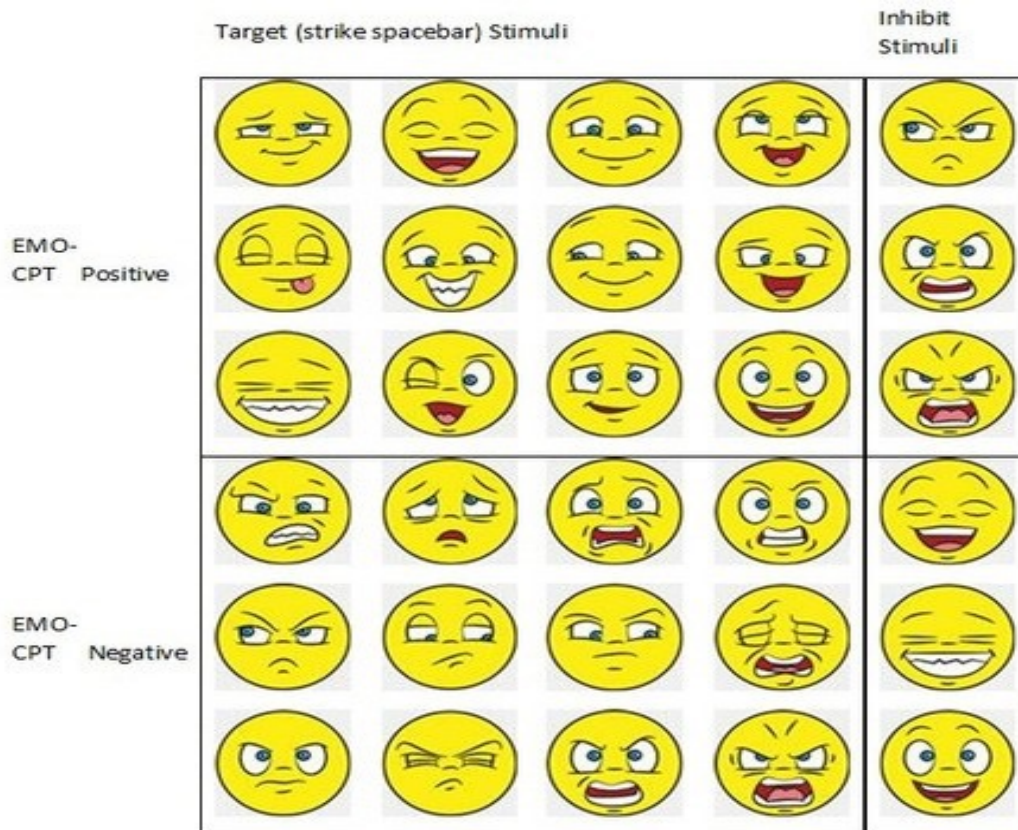 Target (strike spacebar) Stimuli
Inhibit
Stimuli
EMO-
CPT Positive
EMO-
CPT Negative